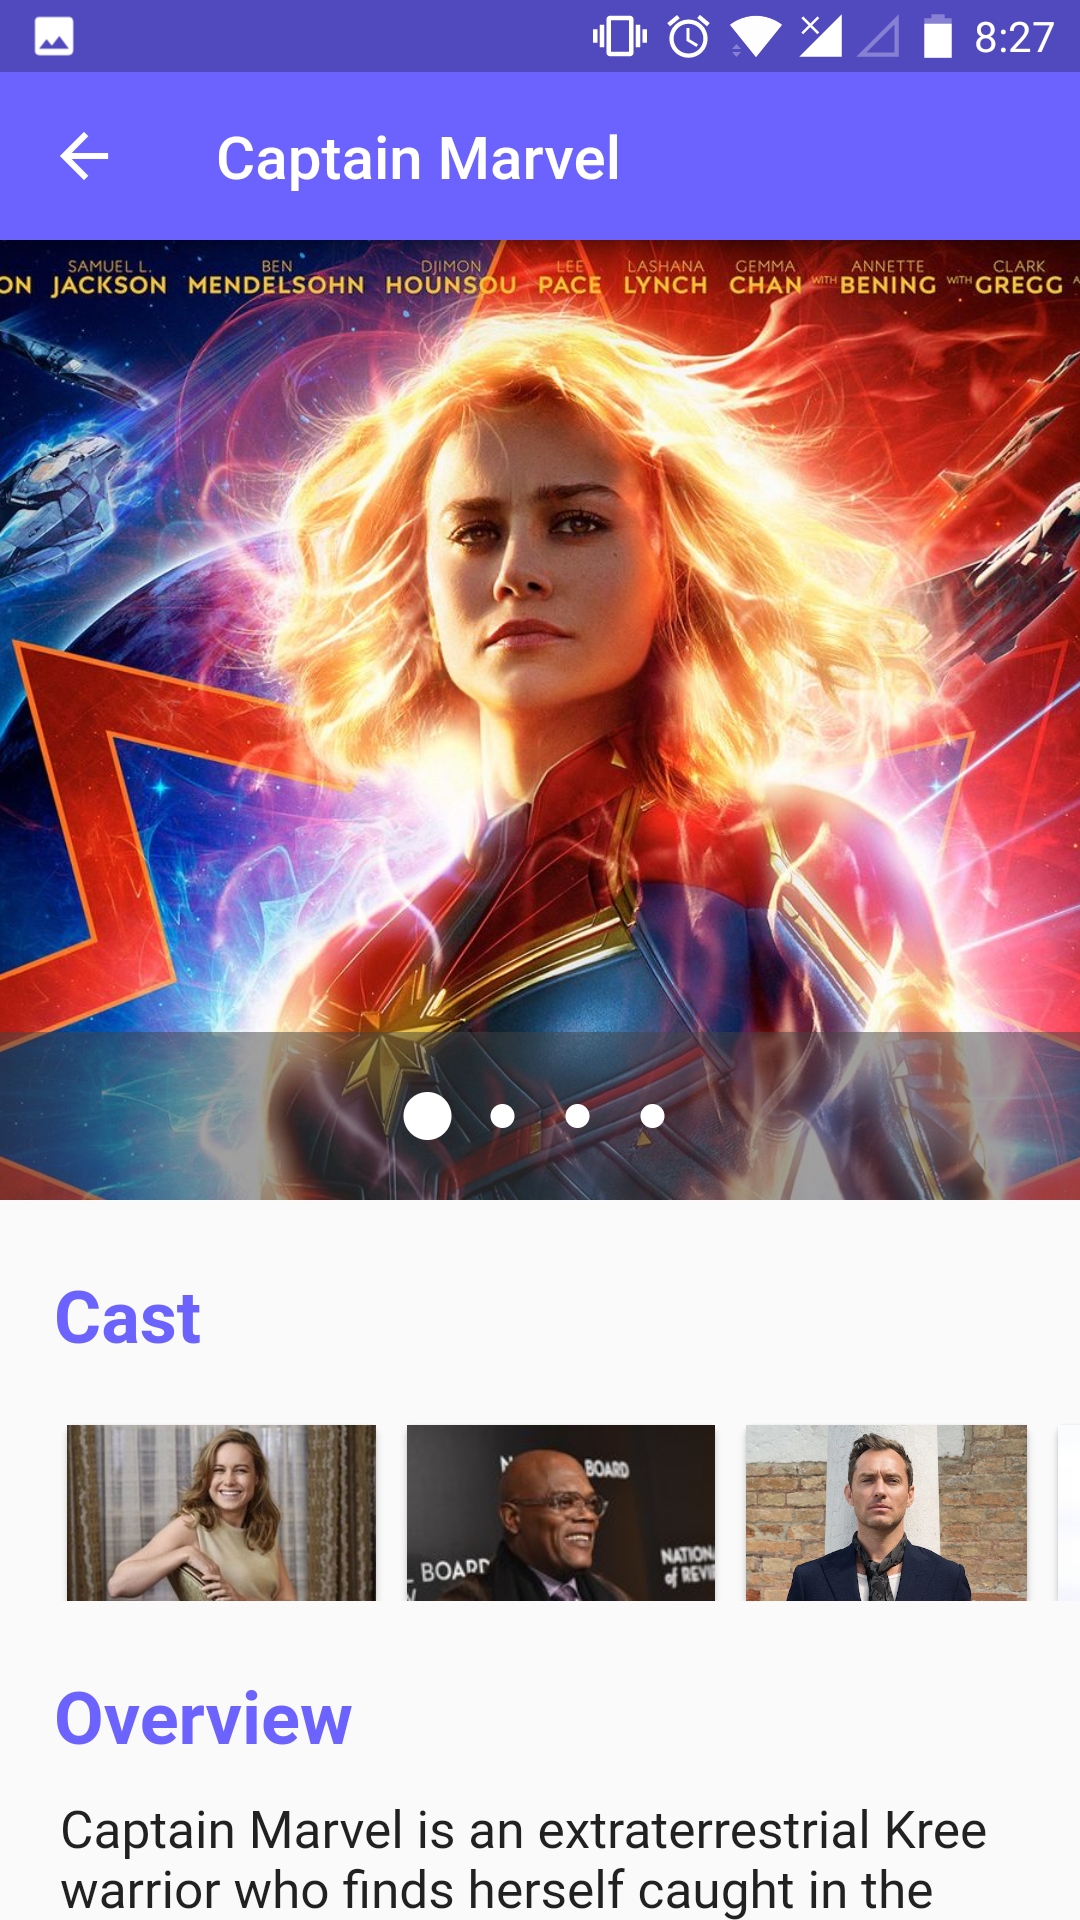 8:27
Captain Marvel
ON SAMUEL L. JACKSON BEN MENDELSOHN DJIMON HOUNSOU LEE PACE LASHANA LYNCH GEMMA CHAN WITH ANNETTE BENING WITH CLARK GREGG
Cast
BOARD
BOARD
NATION
of REVI
Overview
Captain Marvel is an extraterrestrial Kree
warrior who finds herself caught in the